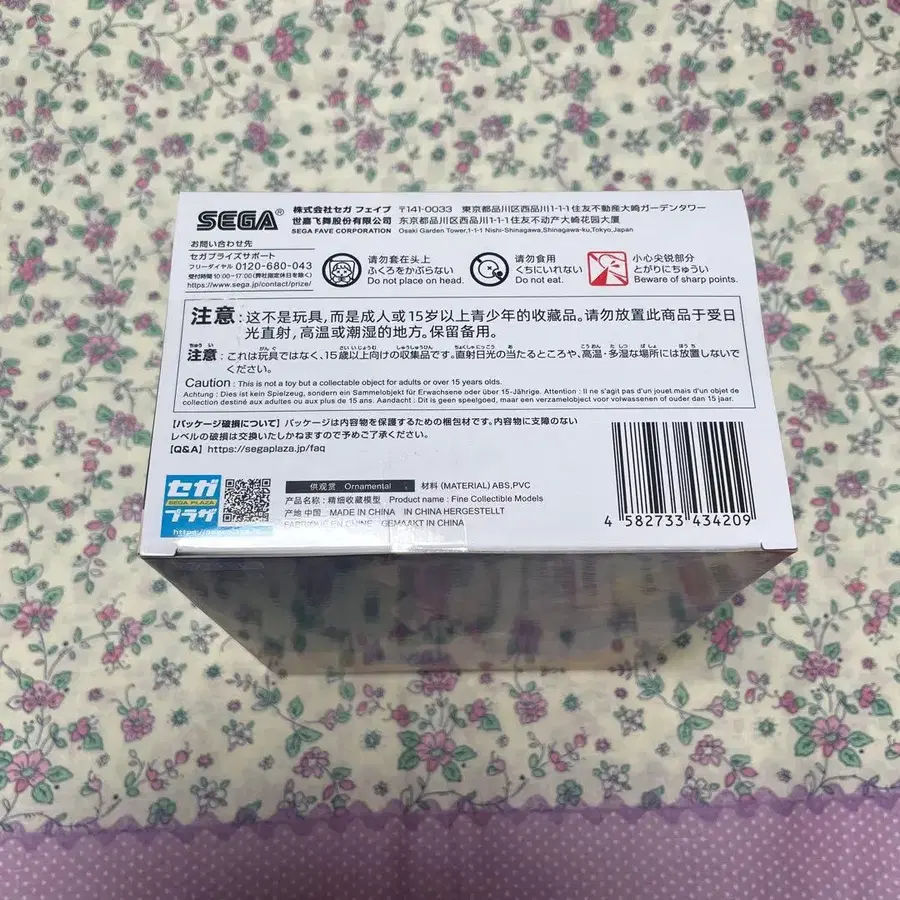 SEGA®
株式会社セガ フェイブ 〒141-0033 東京都品川区西品川1-1-1住友不動産大崎ガーデンタワー
世嘉飞舞股份有限公司 东京都品川区西品川1-1-1住友不动产大崎花园大厦
SEGA FAVE CORPORATION Osaki Garden Tower,1-1-1 Nishi-Shinagawa,Shinagawa-ku,Tokyo,Japan
お問い合わせ先
セガプライズサポート
フリーダイヤル 0120-680-043
受付時間 10:00~17:00(弊社指定休日を除く)
https://www.sega.jp/contact/prize/
请勿套在头上
ふくろをかぶらない
Do not place on head.
请勿食用
くちにいれない
Do not eat.
小心尖锐部分
とがりにちゅうい
Beware of sharp points.
注意:这不是玩具,而是成人或15岁以上青少年的收藏品。请勿放置此商品于受日
光直射,高温或潮湿的地方。保留备用。
注意:これは玩具ではなく、15歳以上向けの収集品です。直射日光の当たるところや、高温・多湿な場所には放置しないで
ください。
Caution : This is not a toy but a collectable object for adults or over 15 years old.
Achtung : Dies ist kein Spielzeug, sondern ein Sammelobjekt für Erwachsene oder über 15-Jährige. Attention : Il ne s'agit pas d'un jouet mais d'un objet de
collection destiné aux adultes ou aux plus de 15 ans. Aandacht : Dit is geen speelgoed, maar een verzamelobject voor volwassenen of ouder dan 15 jaar.
【パッケージ破損について】パッケージは内容物を保護するための梱包材です。内容物に支障のない
レベルの破損は交換いたしかねますので予めご了承ください。
【Q&A】https://segaplaza.jp/faq
セガ
SEGA PLAZA
プラザ
供观赏 Ornamental 材料 (MATERIAL) ABS,PVC
产品名称:精细收藏模型 Product name : Fine Collectible Models
产地 中国 MADE IN CHINA IN CHINA HERGESTELLT
FABRIQUÉ EN CHINE GEMAAKT IN CHINA
4 582733 434209